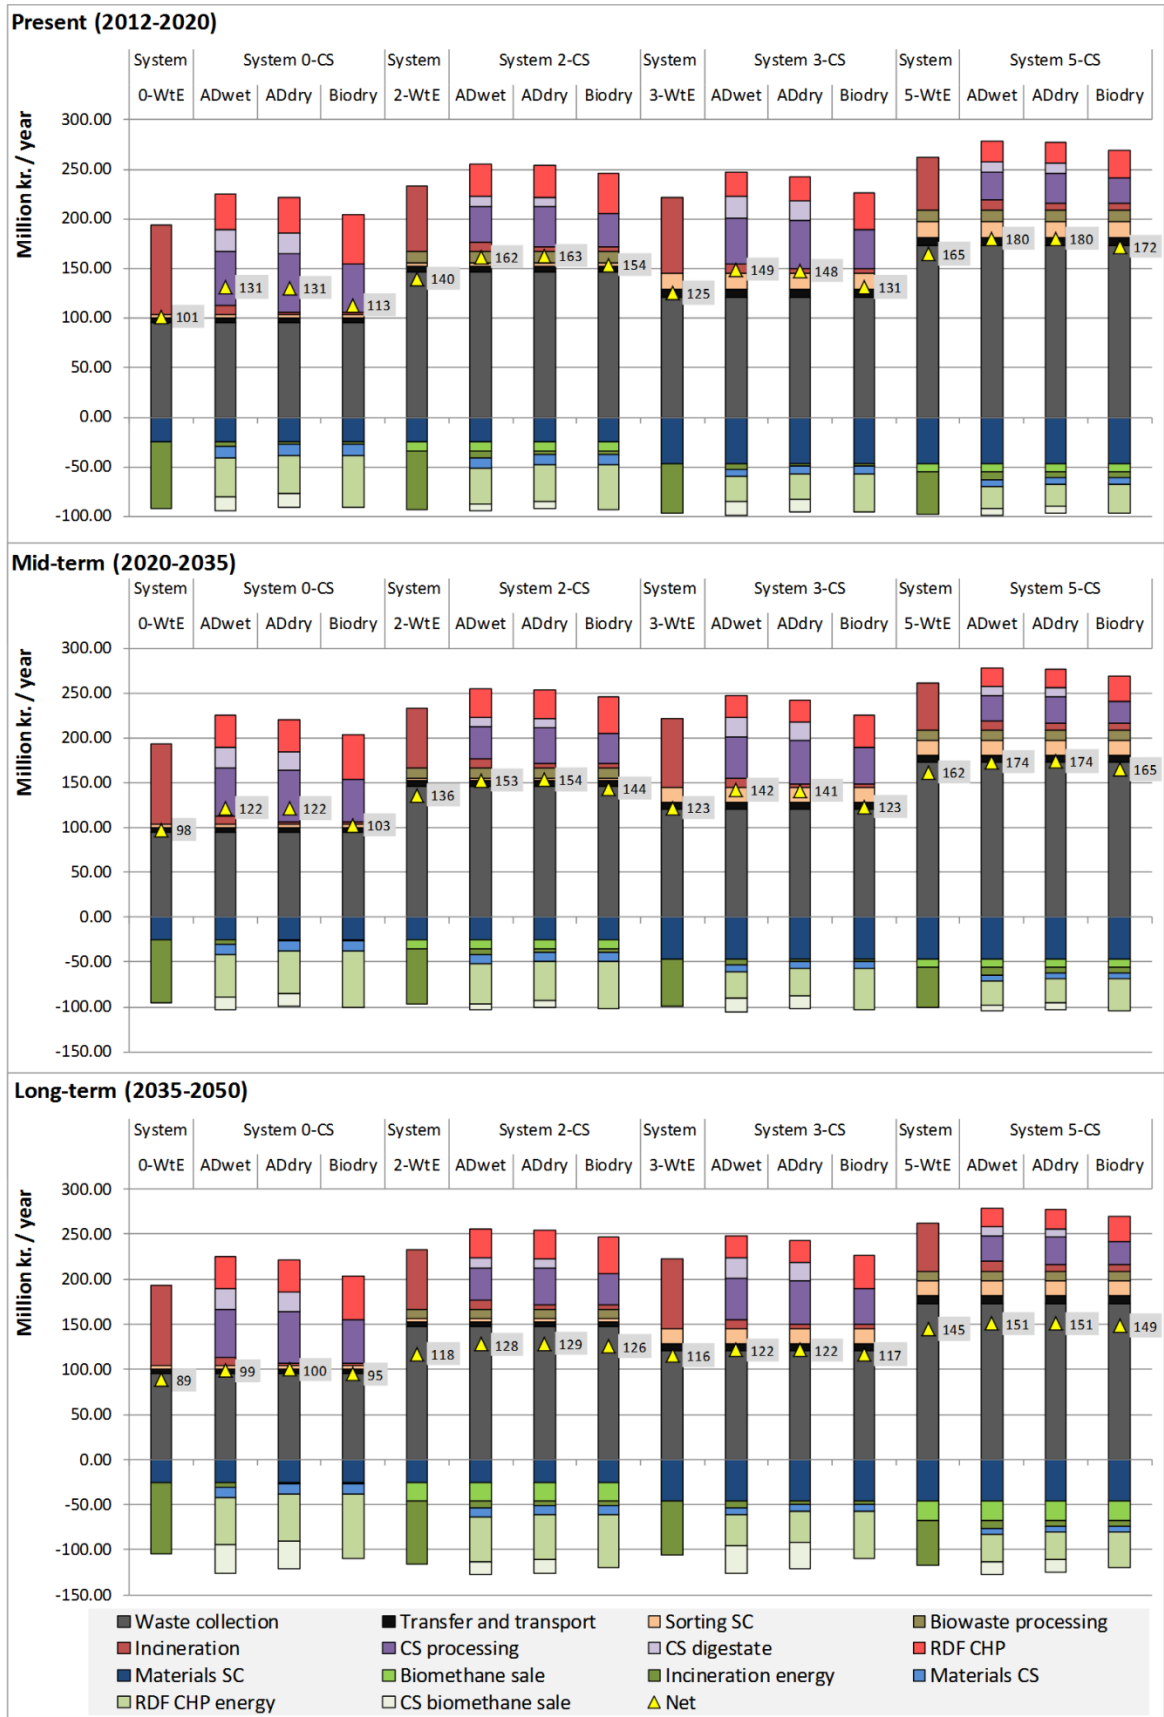 Present (2012-2020)
System System 0-CS System System 2-CS System System 3-CS System System 5-CS
0-WtE ADwet ADdry Biodry 2-WtE ADwet ADdry Biodry 3-WtE ADwet ADdry Biodry 5-WtE ADwet ADdry Biodry
Million kr. / year
300.00
250.00
200.00
150.00
100.00
50.00
0.00
-50.00
-100.00
101 131 131 113 140 162 163 154 125 149 148 131 165 180 180 172
Mid-term (2020-2035)
System System 0-CS System System 2-CS System System 3-CS System System 5-CS
0-WtE ADwet ADdry Biodry 2-WtE ADwet ADdry Biodry 3-WtE ADwet ADdry Biodry 5-WtE ADwet ADdry Biodry
Million kr. / year
300.00
250.00
200.00
150.00
100.00
50.00
0.00
-50.00
-100.00
-150.00
98 122 122 103 136 153 154 144 123 142 141 123 162 174 174 165
Long-term (2035-2050)
System System 0-CS System System 2-CS System System 3-CS System System 5-CS
0-WtE ADwet ADdry Biodry 2-WtE ADwet ADdry Biodry 3-WtE ADwet ADdry Biodry 5-WtE ADwet ADdry Biodry
Million kr. / year
300.00
250.00
200.00
150.00
100.00
50.00
0.00
-50.00
-100.00
-150.00
89 99 100 95 118 128 129 126 116 122 122 117 145 151 151 149
Waste collection Transfer and transport Sorting SC Biowaste processing
Incineration CS processing CS digestate RDF CHP
Materials SC Biomethane sale Incineration energy Materials CS
RDF CHP energy CS biomethane sale Net